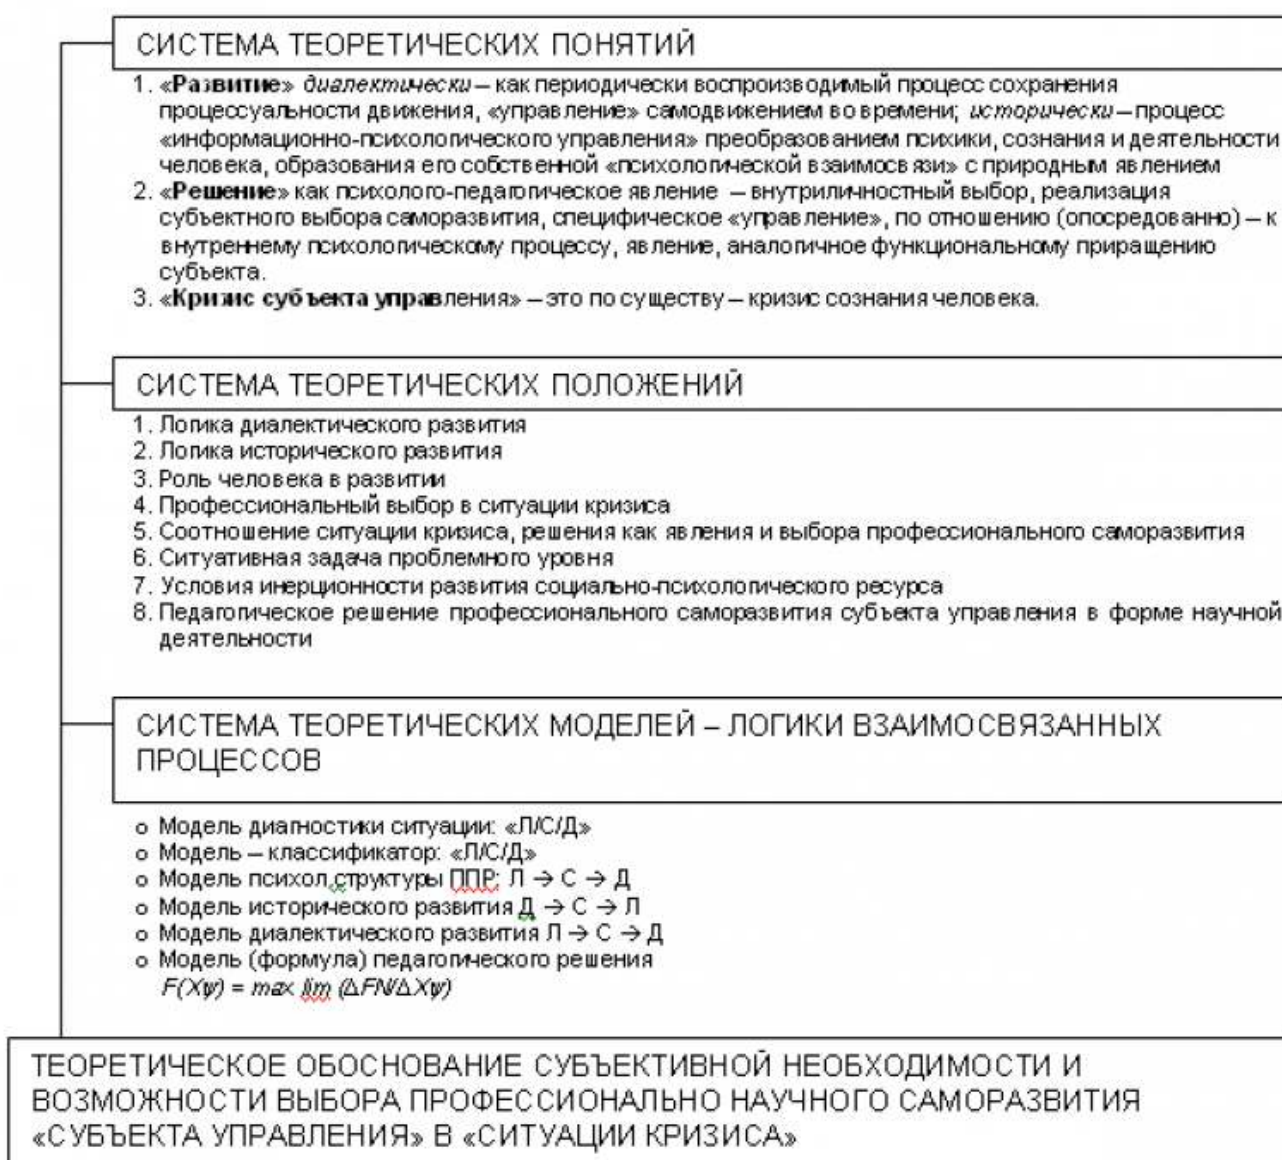 СИСТЕМА ТЕОРЕТИЧЕСКИХ ПОНЯТИЙ
1. «Развитие» диалектически – как периодически воспроизводимый процесс сохранения
процессуальности движения, «управление» самодвижением во времени; исторически – процесс
«информационно-психологического управления» преобразованием психики, сознания и деятельности
человека, образования его собственной «психологической взаимосвязи» с природным явлением
2. «Решение» как психолого-педагогическое явление – внутриличностный выбор, реализация
субъектного выбора саморазвития, специфическое «управление», по отношению (опосредованно) – к
внутреннему психологическому процессу, явление, аналогичное функциональному приращению
субъекта.
3. «Кризис субъекта управления» – это по существу – кризис сознания человека.
СИСТЕМА ТЕОРЕТИЧЕСКИХ ПОЛОЖЕНИЙ
1. Логика диалектического развития
2. Логика исторического развития
3. Роль человека в развитии
4. Профессиональный выбор в ситуации кризиса
5. Соотношение ситуации кризиса, решения как явления и выбора профессионального саморазвития
6. Ситуативная задача проблемного уровня
7. Условия инерционности развития социально-психологического ресурса
8. Педагогическое решение профессионального саморазвития субъекта управления в форме научной
деятельности
СИСТЕМА ТЕОРЕТИЧЕСКИХ МОДЕЛЕЙ – ЛОГИКИ ВЗАИМОСВЯЗАННЫХ
ПРОЦЕССОВ
o Модель диагностики ситуации: «Л/С/Д»
o Модель – классификатор: «Л/С/Д»
o Модель психол.структуры ППР: Л → С → Д
o Модель исторического развития Д → С → Л
o Модель диалектического развития Л → С → Д
o Модель (формула) педагогического решения
F(Xψ) = max lim (ΔFN/ΔXψ)
ТЕОРЕТИЧЕСКОЕ ОБОСНОВАНИЕ СУБЪЕКТИВНОЙ НЕОБХОДИМОСТИ И
ВОЗМОЖНОСТИ ВЫБОРА ПРОФЕССИОНАЛЬНО НАУЧНОГО САМОРАЗВИТИЯ
«СУБЪЕКТА УПРАВЛЕНИЯ» В «СИТУАЦИИ КРИЗИСА»